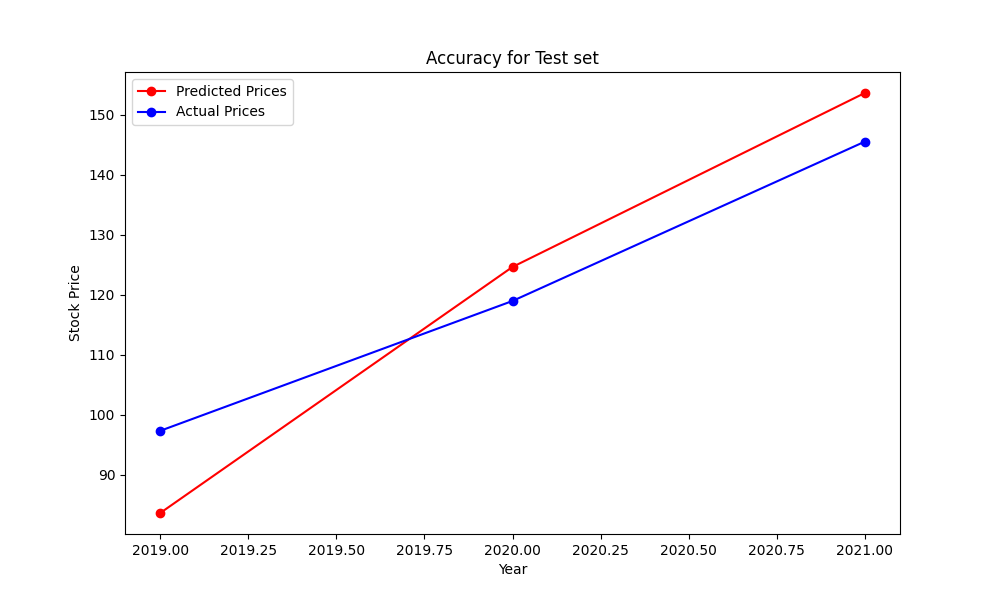 Accuracy for Test set
Predicted Prices
Actual Prices
150
140
130
120
110
100
90
Stock Price
2019.00 2019.25 2019.50 2019.75 2020.00 2020.25 2020.50 2020.75 2021.00
Year